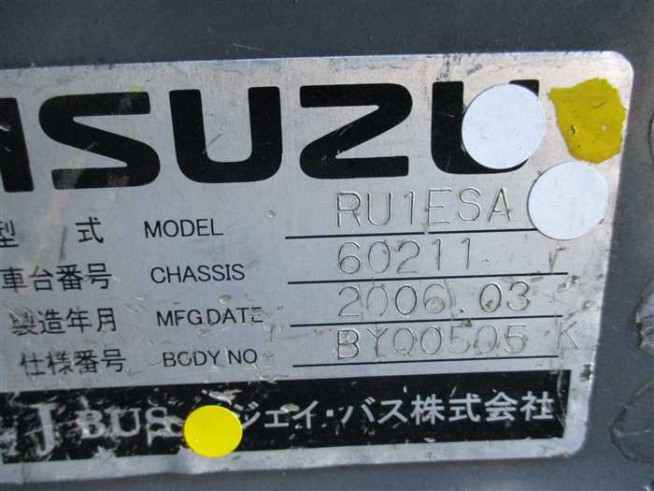 ISUZU
型 式 MODEL RU1ESA
車台番号 CHASSIS 60211
製造年月 MFG.DATE 2006.03
仕様番号 BODY NO BYQ0505 K
J BUS ジェイ・バス株式会社